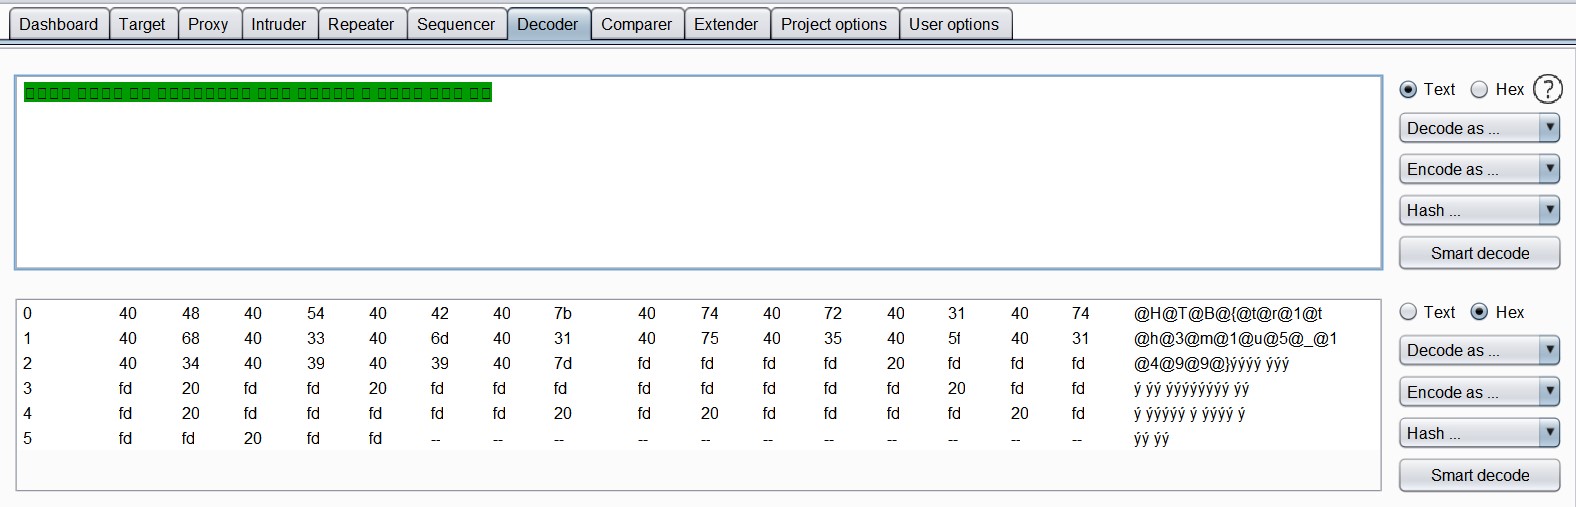 Dashboard Target Proxy Intruder Repeater Sequencer Decoder Comparer Extender Project options User options
Text Hex ?
Decode as ...
Encode as ...
Hash ...
Smart decode
0 40 48 40 54 40 42 40 7b 40 74 40 72 40 31 40 74 @H@T@B@{@t@r@1@t
1 40 68 40 33 40 6d 40 31 40 75 40 35 40 5f 40 31 @h@3@m@1@u@5@_@1
2 40 34 40 39 40 39 40 7d fd fd fd fd 20 fd fd fd @4@9@9@}ýýýý ýýý
3 fd 20 fd fd 20 fd fd fd fd fd fd fd fd 20 fd fd ý ýý ýýýýýýýý ýý
4 fd 20 fd fd fd fd fd 20 fd 20 fd fd fd fd 20 fd ý ýýýýý ý ýýýý ý
5 fd fd 20 fd fd -- -- -- -- -- -- -- -- -- -- -- ýý ýý
Text Hex
Decode as ...
Encode as ...
Hash ...
Smart decode